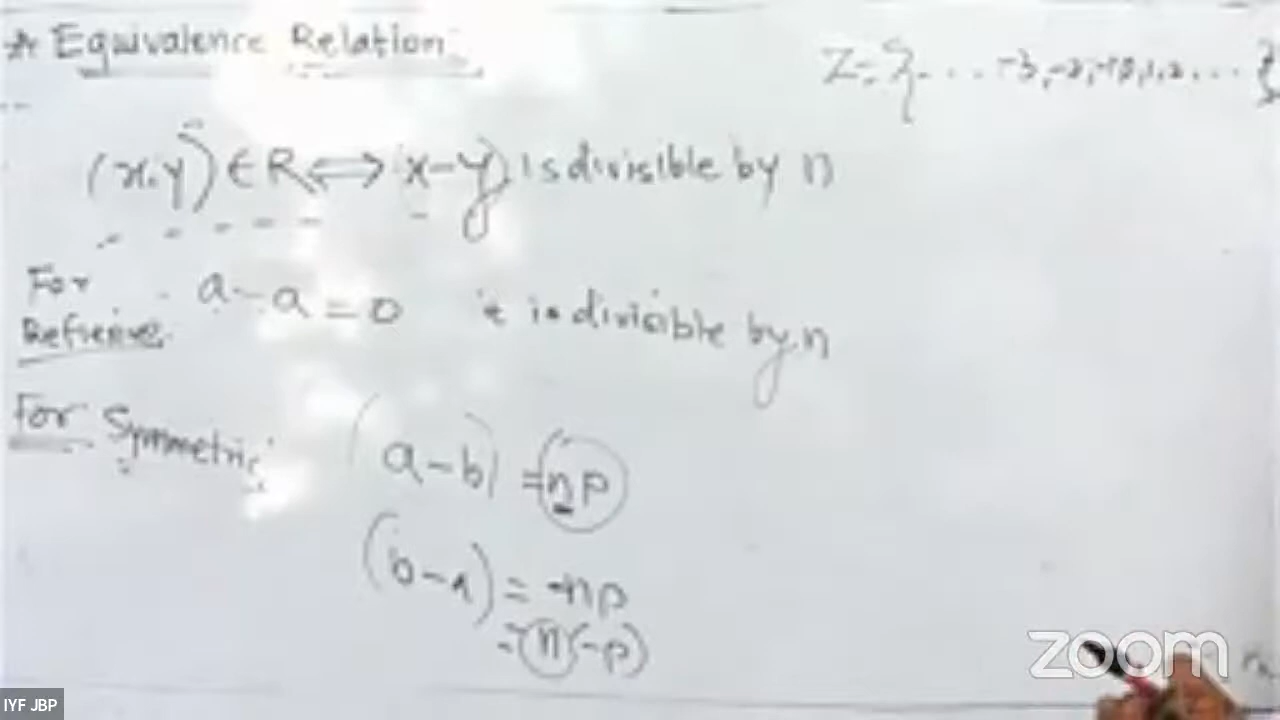 * Equivalence Relation
Z = {.... -3, -2, -1, 0, 1, 2, .... }
(x,y) ∈ R ⟺ (x-y) is divisible by n
For Reflexive a - a = 0 it is divisible by n
For Symmetric (a-b) = np
(b-a) = -np
= (n)(-p)
zoom
IYF JBP